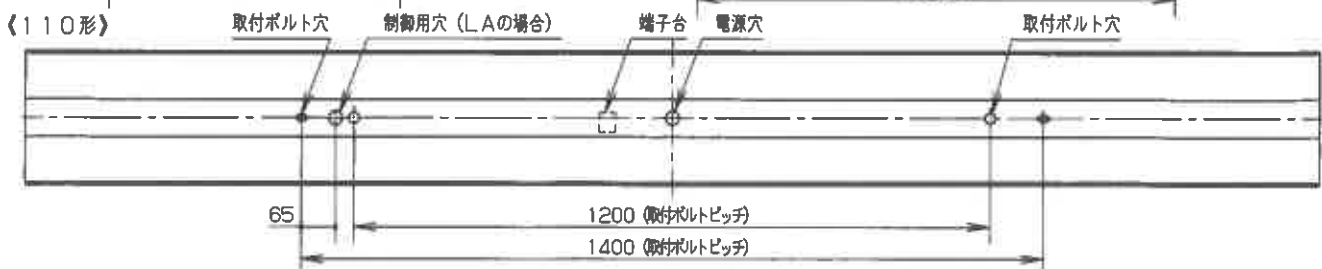 《110形》
取付ボルト穴
制御用穴（LAの場合）
端子台
電源穴
取付ボルト穴
65
1200（取付ボルトピッチ）
1400（取付ボルトピッチ）